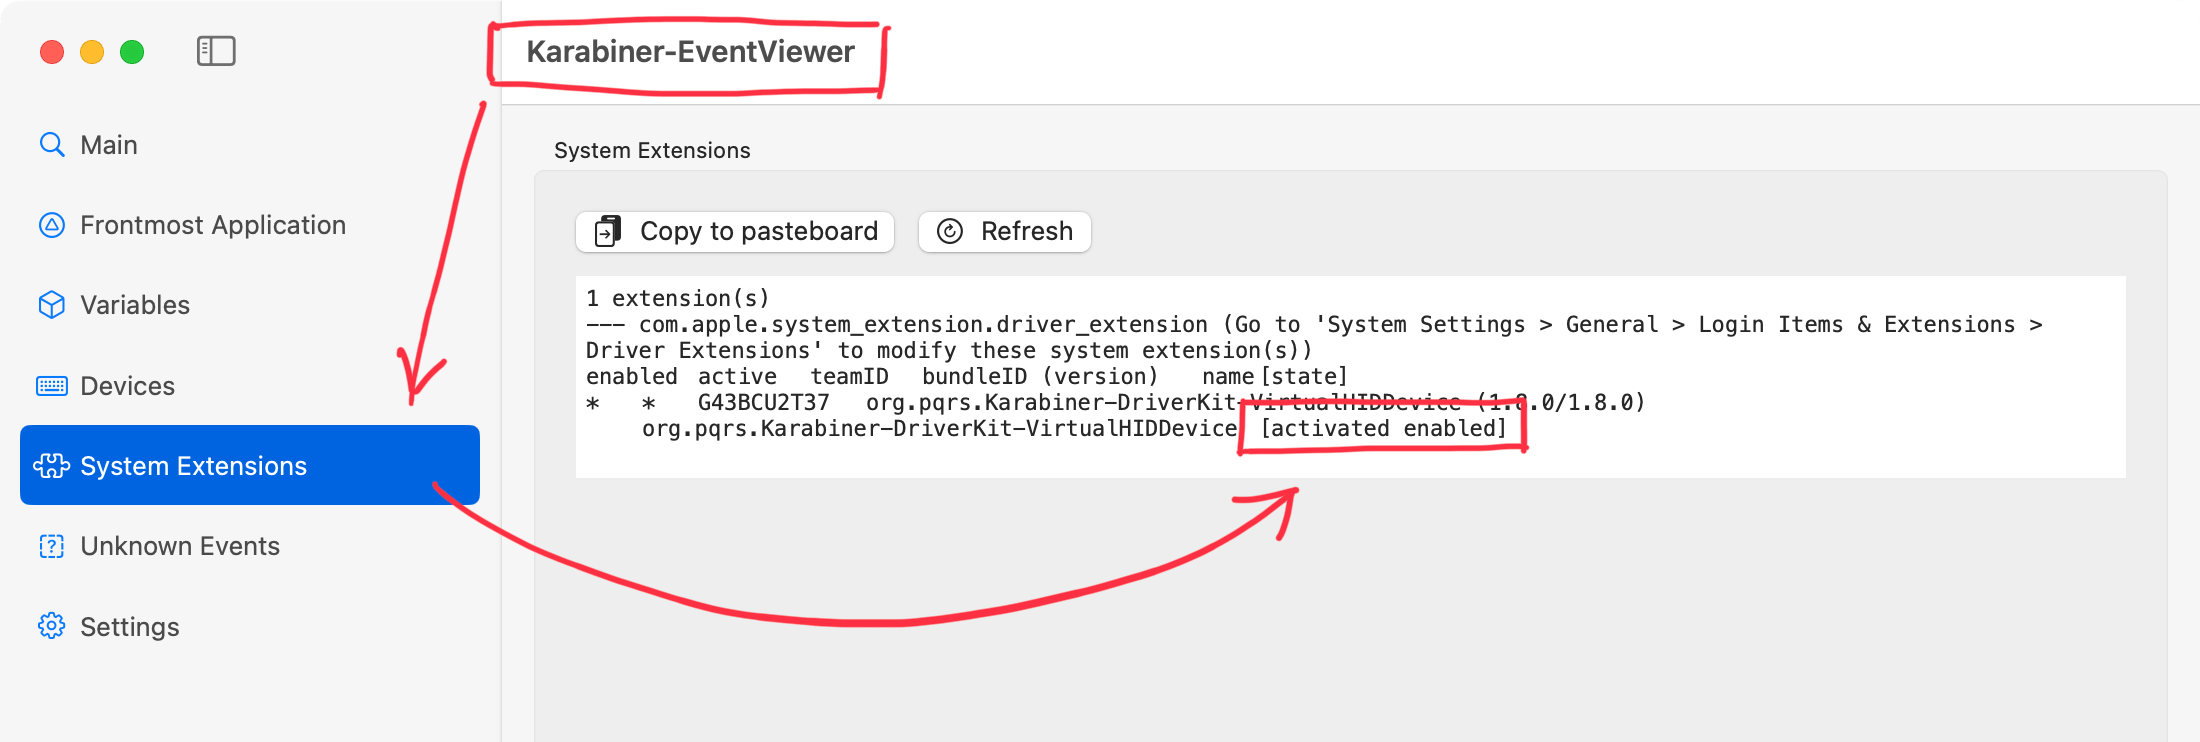 Karabiner-EventViewer
Main
Frontmost Application
Variables
Devices
System Extensions
Unknown Events
Settings
System Extensions
Copy to pasteboard
Refresh
1 extension(s)
--- com.apple.system_extension.driver_extension (Go to 'System Settings > General > Login Items & Extensions >
Driver Extensions' to modify these system extension(s))
enabled active teamID bundleID (version) name [state]
* * G43BCU2T37 org.pqrs.Karabiner-DriverKit-VirtualHIDDevice (1.8.0/1.8.0)
org.pqrs.Karabiner-DriverKit-VirtualHIDDevice [activated enabled]